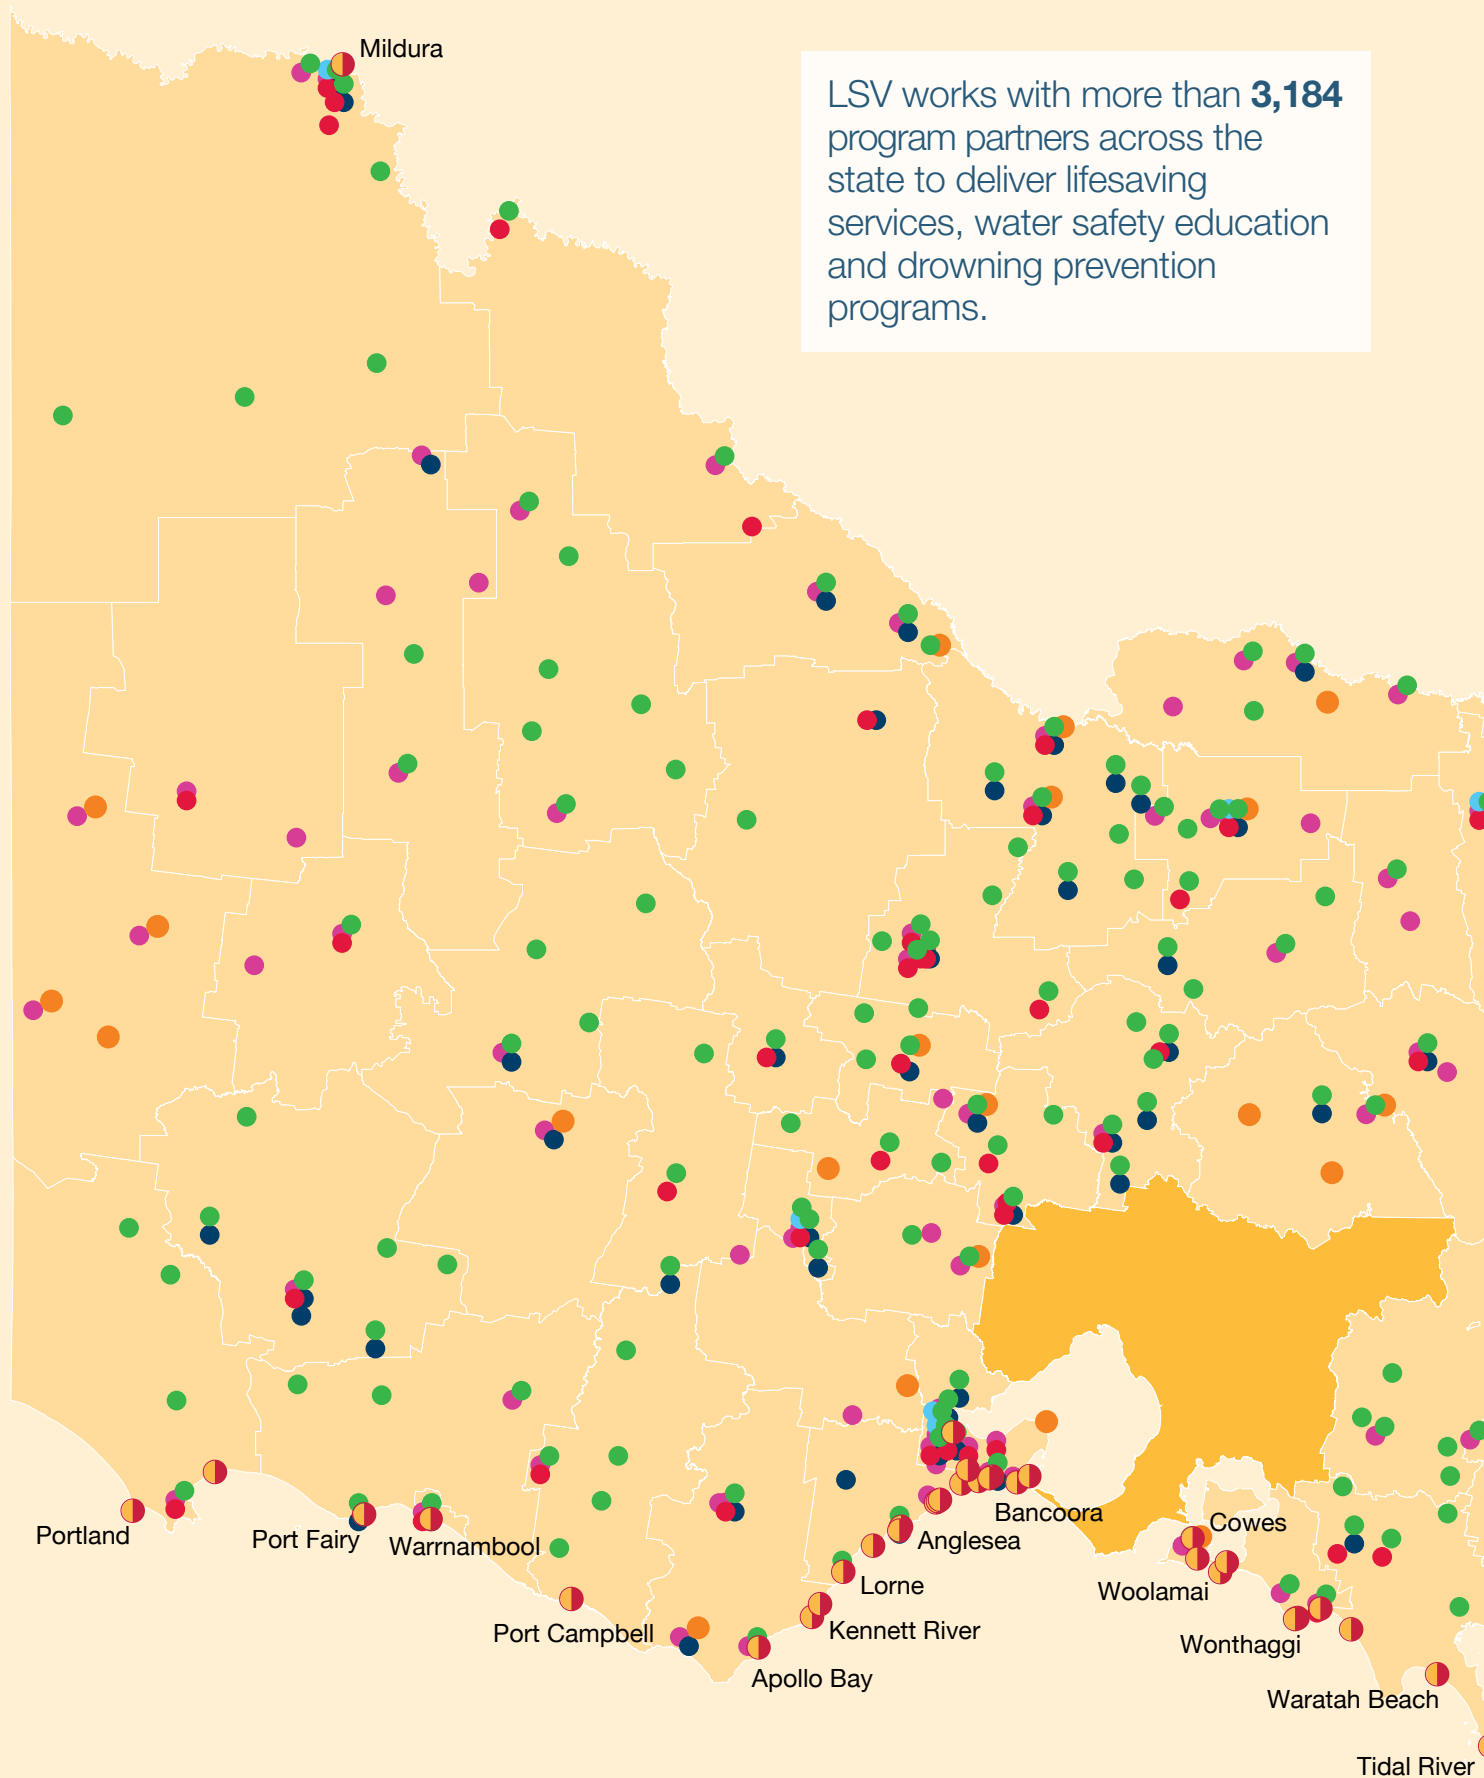 Mildura
LSV works with more than 3,184
program partners across the
state to deliver lifesaving
services, water safety education
and drowning prevention
programs.
Portland
Port Fairy
Warrnambool
Bancoora
Anglesea
Cowes
Lorne
Woolamai
Port Campbell
Kennett River
Wonthaggi
Apollo Bay
Waratah Beach
Tidal River